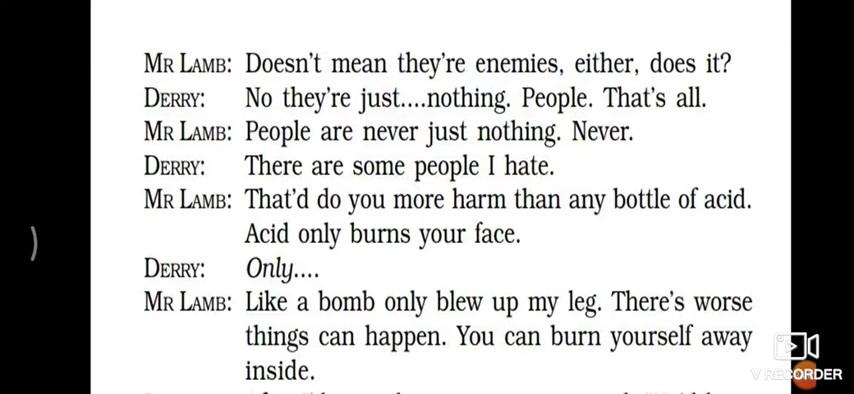 MR LAMB: Doesn't mean they're enemies, either, does it?
DERRY: No they're just....nothing. People. That's all.
MR LAMB: People are never just nothing. Never.
DERRY: There are some people I hate.
MR LAMB: That'd do you more harm than any bottle of acid.
Acid only burns your face.
DERRY: Only....
MR LAMB: Like a bomb only blew up my leg. There's worse
things can happen. You can burn yourself away
inside.
V RECORDER